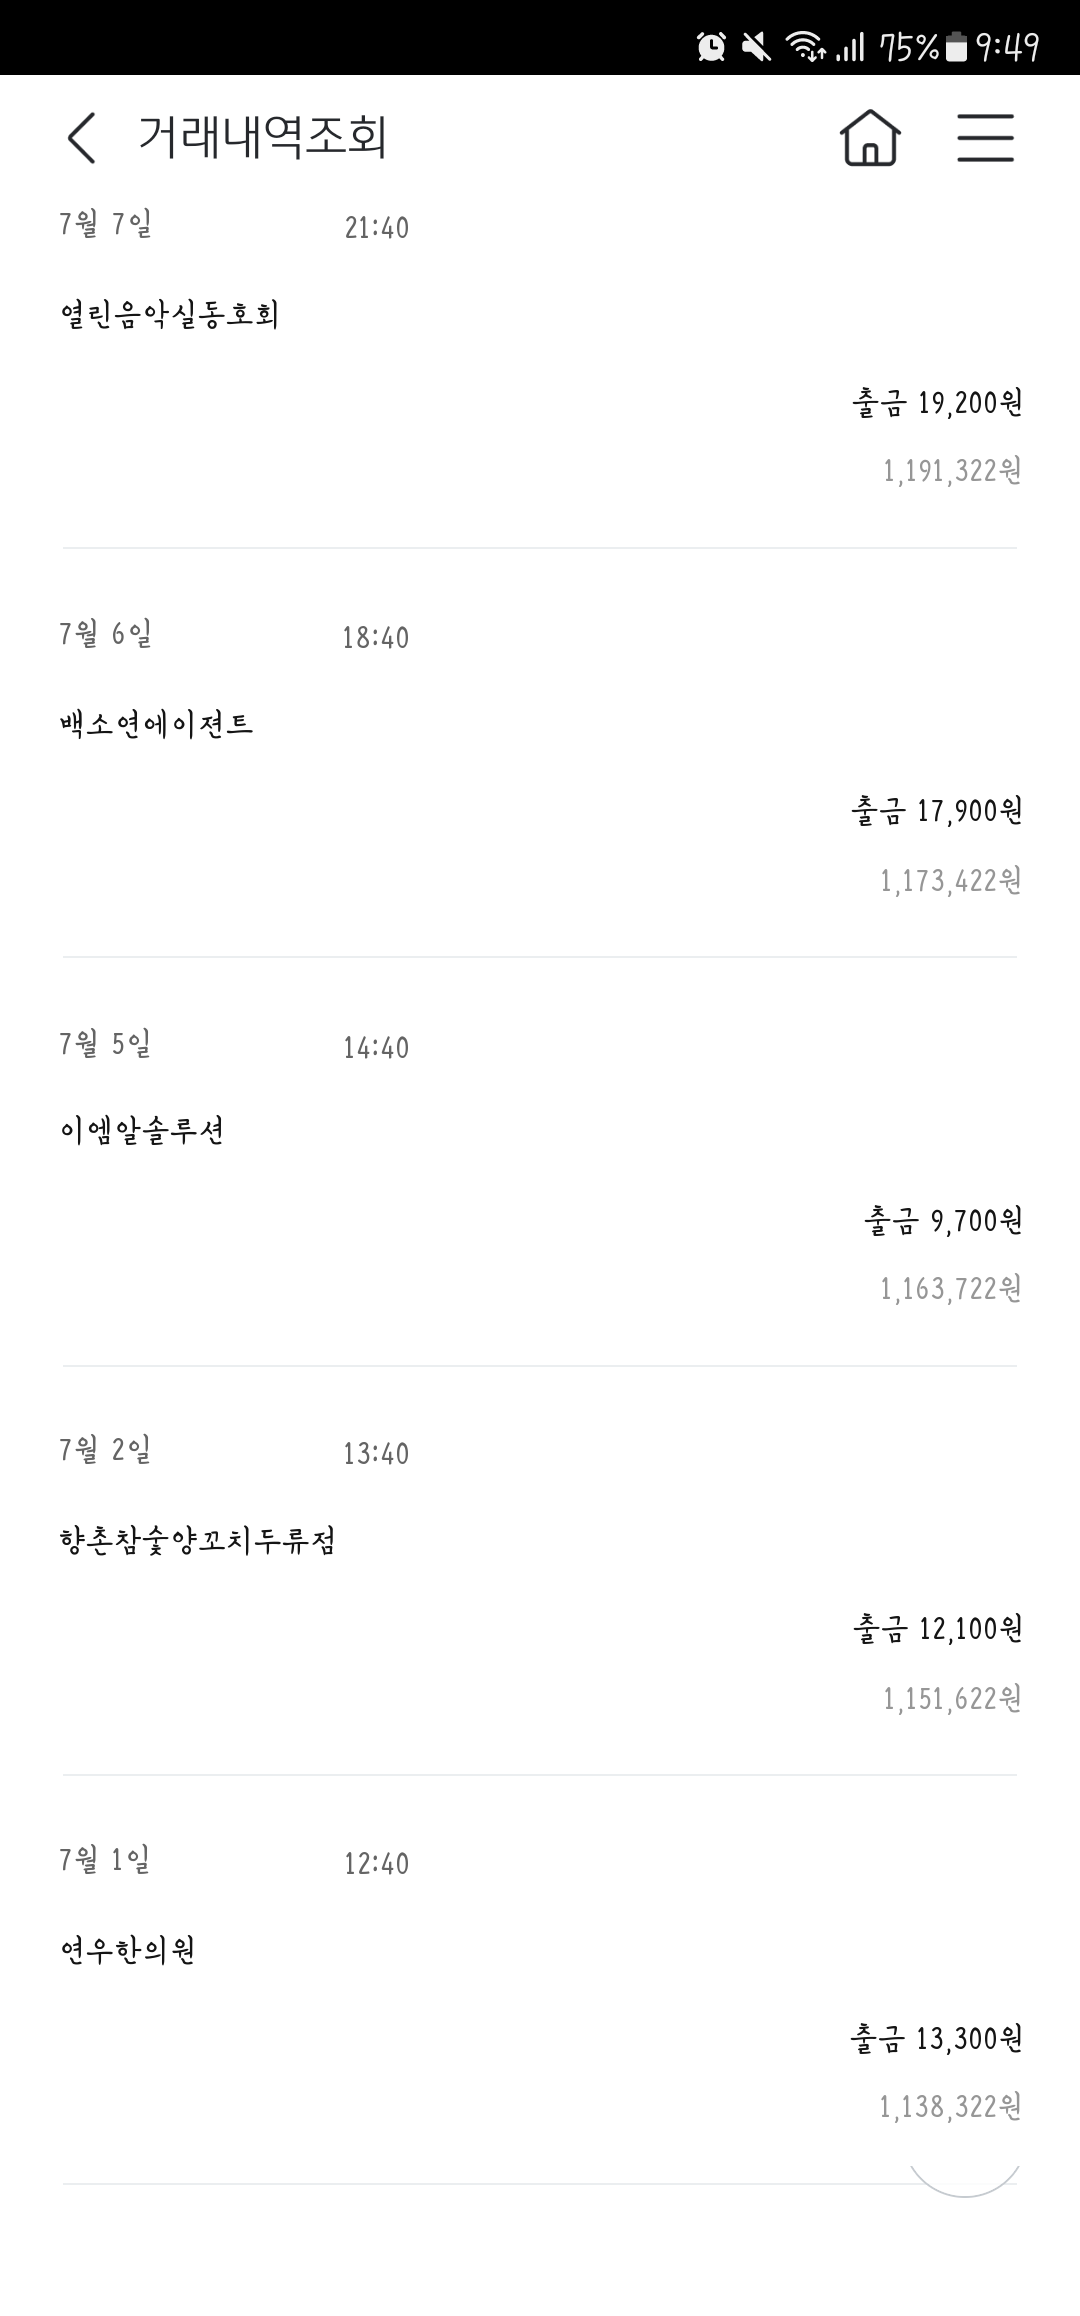 75% 9:49
거래내역조회
7월 7일 21:40
열린음악실동호회
출금 19,200원
1,191,322원
7월 6일 18:40
백소연에이젼트
출금 17,900원
1,173,422원
7월 5일 14:40
이엠알솔루션
출금 9,700원
1,163,722원
7월 2일 13:40
향촌참숯양꼬치두류점
출금 12,100원
1,151,622원
7월 1일 12:40
연우한의원
출금 13,300원
1,138,322원